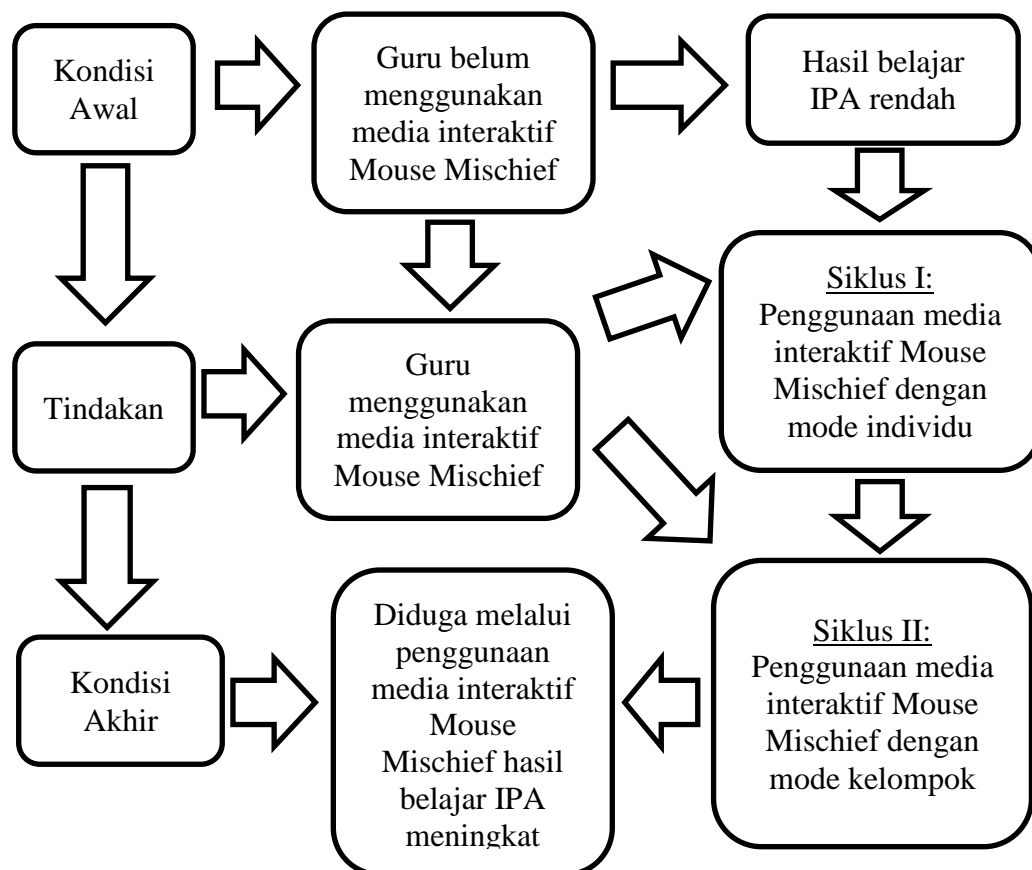 Kondisi
Awal
Guru belum
menggunakan
media interaktif
Mouse Mischief
Hasil belajar
IPA rendah
Tindakan
Guru
menggunakan
media interaktif
Mouse Mischief
Siklus I:
Penggunaan media
interaktif Mouse
Mischief dengan
mode individu
Kondisi
Akhir
Diduga melalui
penggunaan
media interaktif
Mouse
Mischief hasil
belajar IPA
meningkat
Siklus II:
Penggunaan media
interaktif Mouse
Mischief dengan
mode kelompok